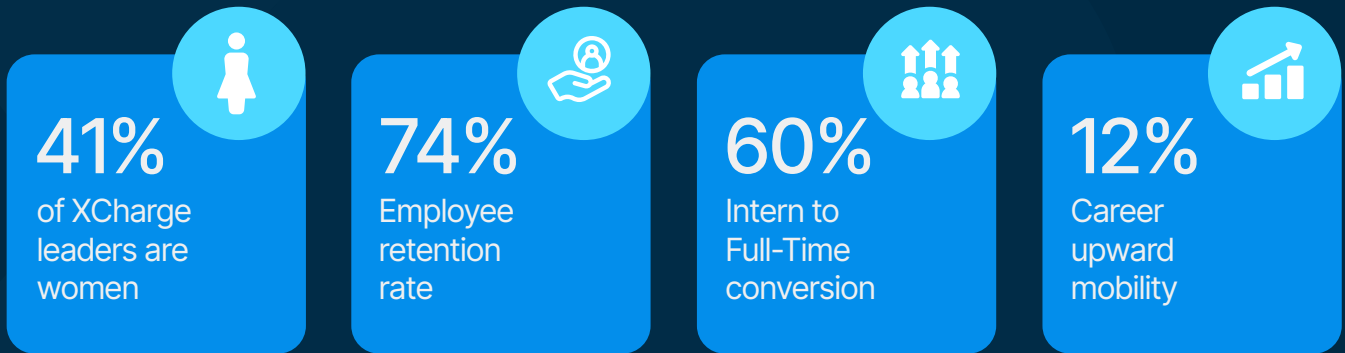 41%
of XCharge
leaders are
women
74%
Employee
retention
rate
60%
Intern to
Full-Time
conversion
12%
Career
upward
mobility